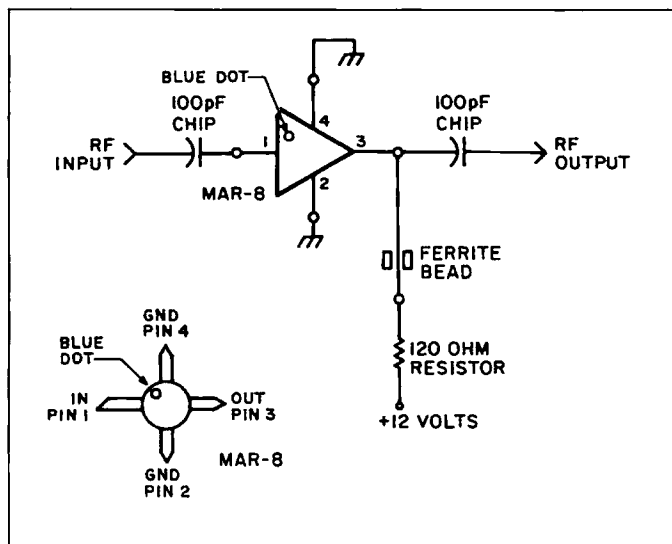 BLUE DOT
100pF
CHIP
100pF
CHIP
4
RF
INPUT
1
3
RF
OUTPUT
2
MAR-8
FERRITE
BEAD
120 OHM
RESISTOR
+12 VOLTS
GND
PIN 4
BLUE
DOT
IN
PIN 1
OUT
PIN 3
GND
PIN 2
MAR-8